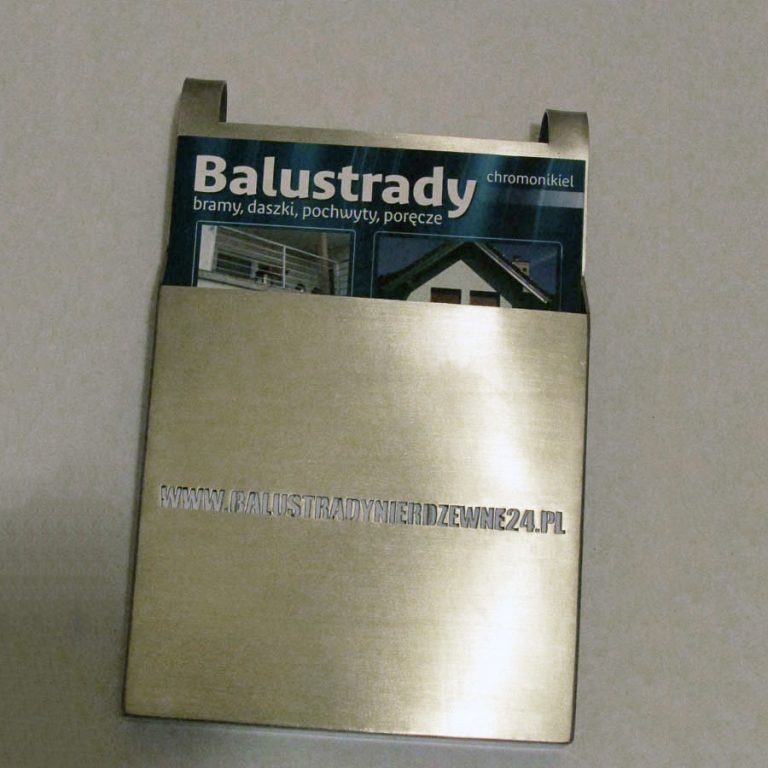 Balustrady
chromonikiel
bramy, daszki, pochwyty, poręcze
WWW.BALUSTRADYNIERDZEWNE24.PL